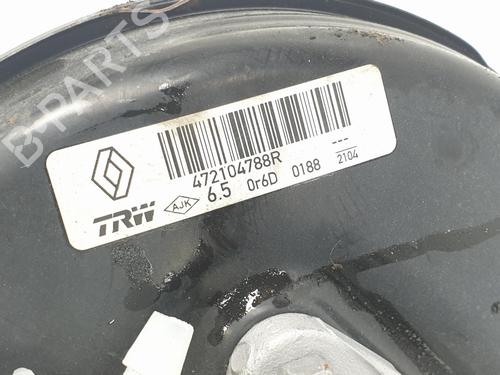 B-PARTS
472104788R
TRW AJK 6.5 0r6D 0188 2104
---